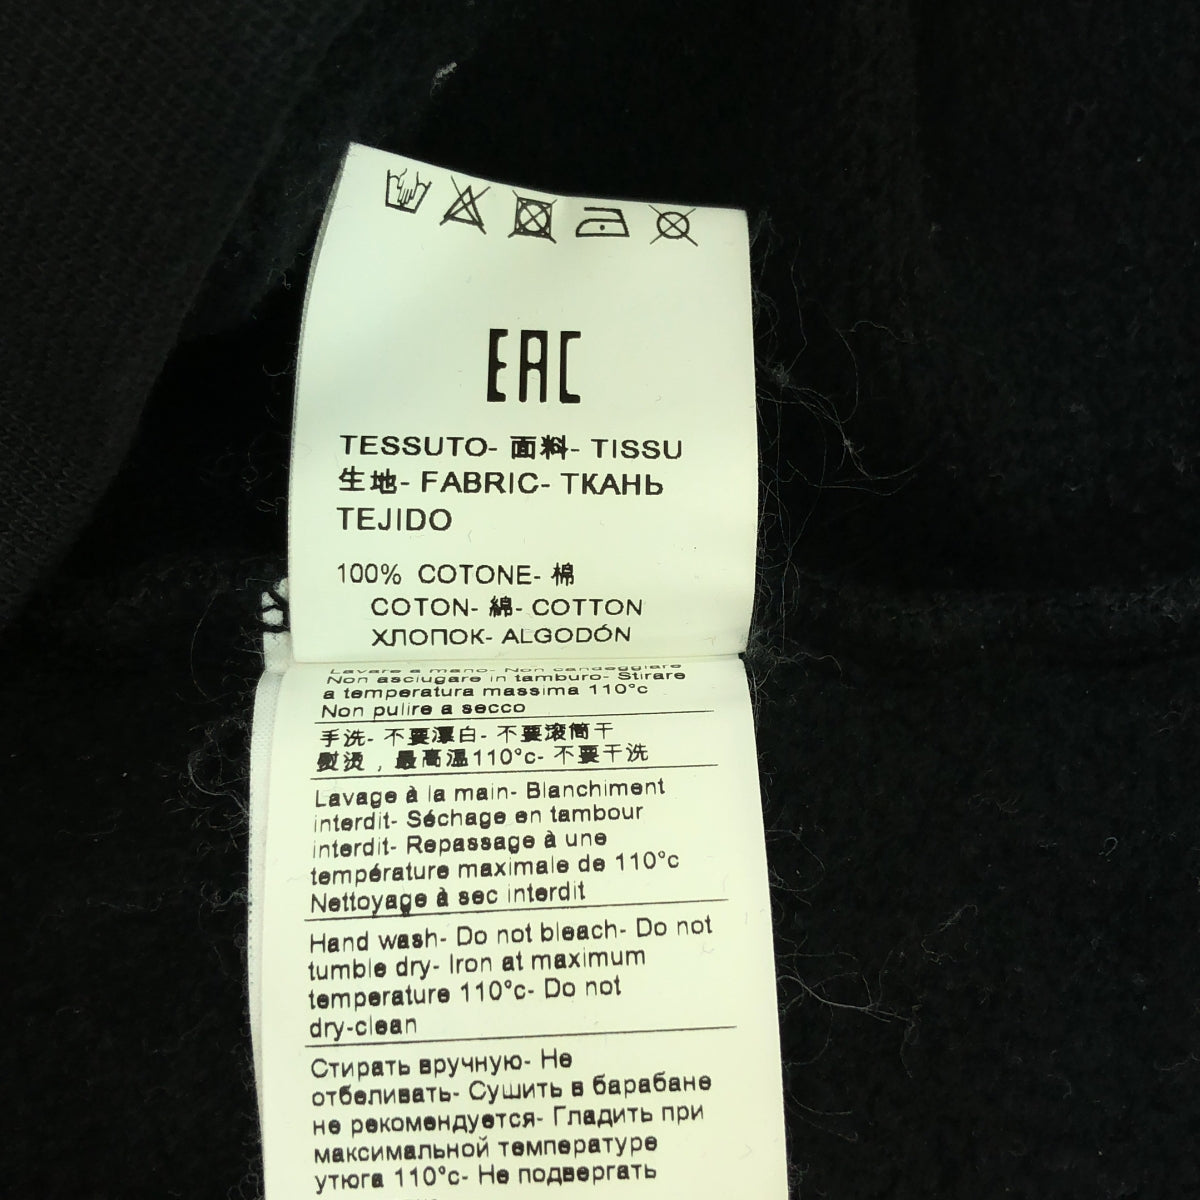 EAC
TESSUTO- 面料- TISSU
生地- FABRIC- ТКАНЬ
TEJIDO
100% COTONE- 棉
COTON- 綿- COTTON
ХЛОПОК- ALGODÓN
Lavare a mano- Non candeggiare
Non asciugare in tamburo- Stirare
a temperatura massima 110°c
Non pulire a secco
手洗- 不要漂白- 不要滚筒干
熨烫，最高温110°c- 不要干洗
Lavage à la main- Blanchiment
interdit- Séchage en tambour
interdit- Repassage à une
température maximale de 110°c
Nettoyage à sec interdit
Hand wash- Do not bleach- Do not
tumble dry- Iron at maximum
temperature 110°c- Do not
dry-clean
Стирать вручную- Не
отбеливать- Сушить в барабане
не рекомендуется- Гладить при
максимальной температуре
утюга 110°c- Не подвергать